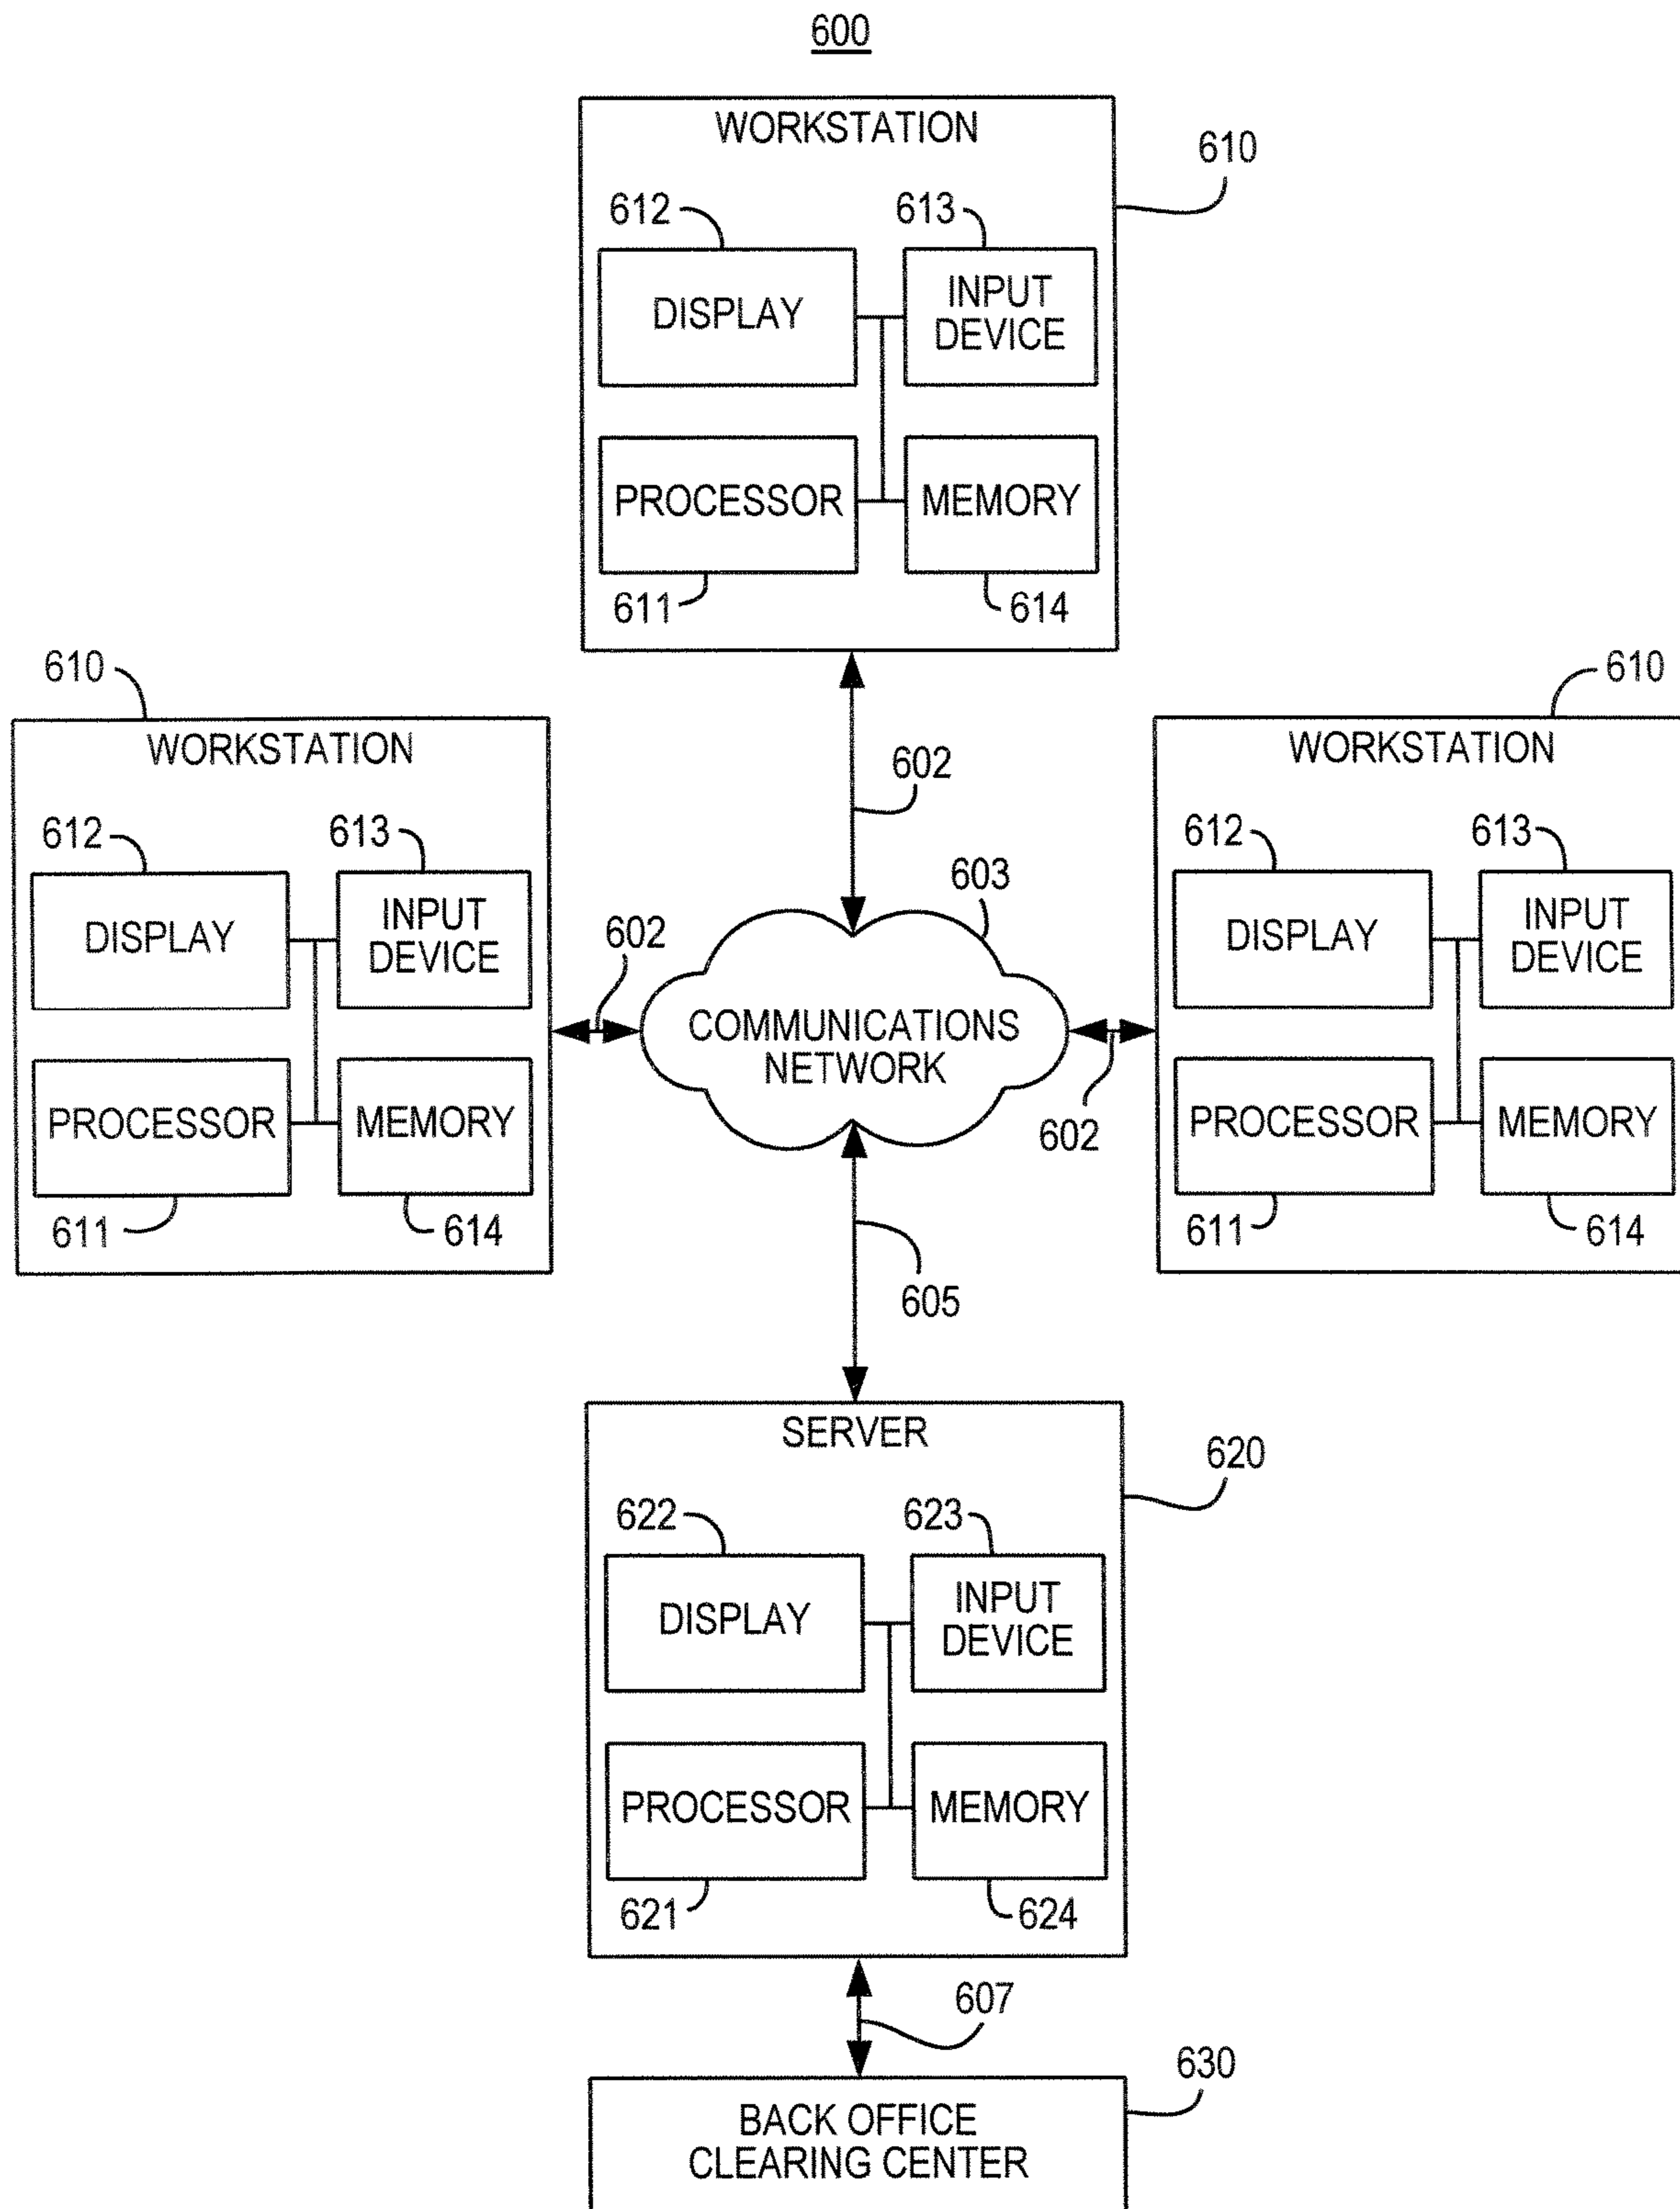 600
WORKSTATION
610
612
613
DISPLAY
INPUT
DEVICE
PROCESSOR
MEMORY
611
614
610
WORKSTATION
612
613
DISPLAY
INPUT
DEVICE
PROCESSOR
MEMORY
611
614
602
602
603
COMMUNICATIONS
NETWORK
602
605
610
WORKSTATION
612
613
DISPLAY
INPUT
DEVICE
PROCESSOR
MEMORY
611
614
SERVER
620
622
623
DISPLAY
INPUT
DEVICE
PROCESSOR
MEMORY
621
624
607
630
BACK OFFICE
CLEARING CENTER